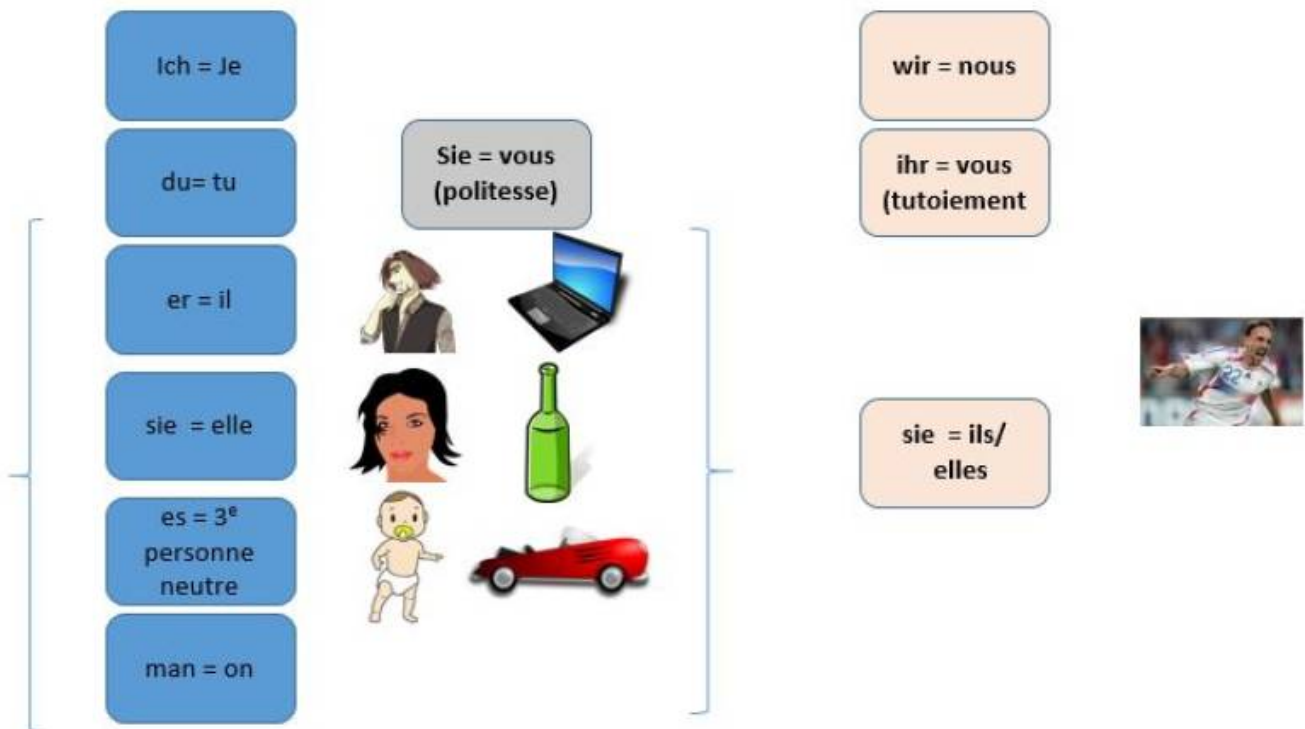 Ich = Je
du= tu
er = il
sie = elle
es = 3e
personne
neutre
man = on
Sie = vous
(politesse)
wir = nous
ihr = vous
(tutoiement
sie = ils/
elles
22